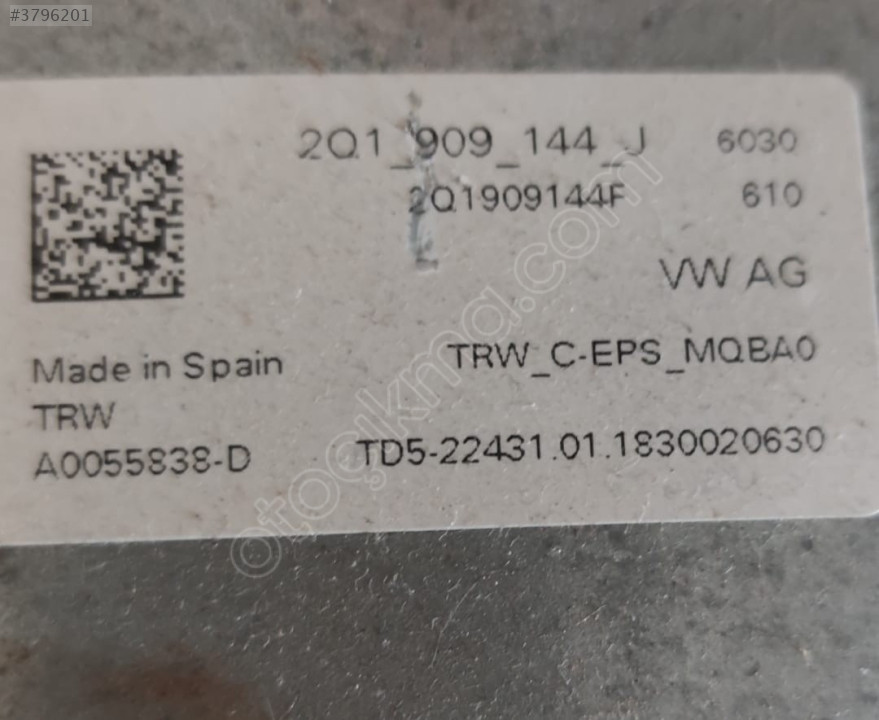 #3796201
2Q1_909_144_J 6030
2Q1909144F 610
VW AG
Made in Spain TRW_C-EPS_MQBA0
TRW
A0055838-D TD5-22431.01.1830020630
otocikma.com